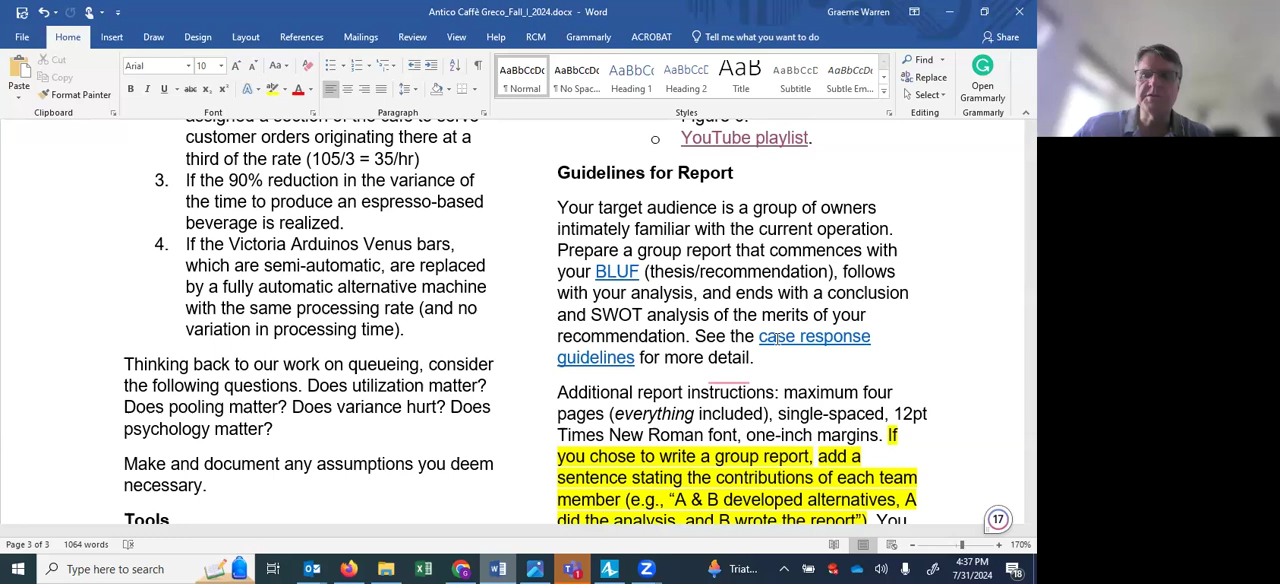 Antico Caffè Greco_Fall_I_2024.docx - Word
Graeme Warren
File Home Insert Draw Design Layout References Mailings Review View Help RCM Grammarly ACROBAT Tell me what you want to do Share
Cut
Copy
Format Painter
Paste
Clipboard
Arial 10
Font
Paragraph
AaBbCcDc AaBbCcDc AaBbC AaBbCcD AaB AaBbCcD AaBbCcDc
¶ Normal ¶ No Spac... Heading 1 Heading 2 Title Subtitle Subtle Em...
Styles
Find
Replace
Select
Editing
Open
Grammarly
Grammarly
customer orders originating there at a
third of the rate (105/3 = 35/hr)
3. If the 90% reduction in the variance of
the time to produce an espresso-based
beverage is realized.
4. If the Victoria Arduinos Venus bars,
which are semi-automatic, are replaced
by a fully automatic alternative machine
with the same processing rate (and no
variation in processing time).
Thinking back to our work on queueing, consider
the following questions. Does utilization matter?
Does pooling matter? Does variance hurt? Does
psychology matter?
Make and document any assumptions you deem
necessary.
Tools
o YouTube playlist.
Guidelines for Report
Your target audience is a group of owners
intimately familiar with the current operation.
Prepare a group report that commences with
your BLUF (thesis/recommendation), follows
with your analysis, and ends with a conclusion
and SWOT analysis of the merits of your
recommendation. See the case response
guidelines for more detail.
Additional report instructions: maximum four
pages (everything included), single-spaced, 12pt
Times New Roman font, one-inch margins. If
you chose to write a group report, add a
sentence stating the contributions of each team
member (e.g., “A & B developed alternatives, A
did the analysis, and B wrote the report”). You
17
Page 3 of 3 1064 words
170%
Type here to search
Triat...
4:37 PM
7/31/2024
18